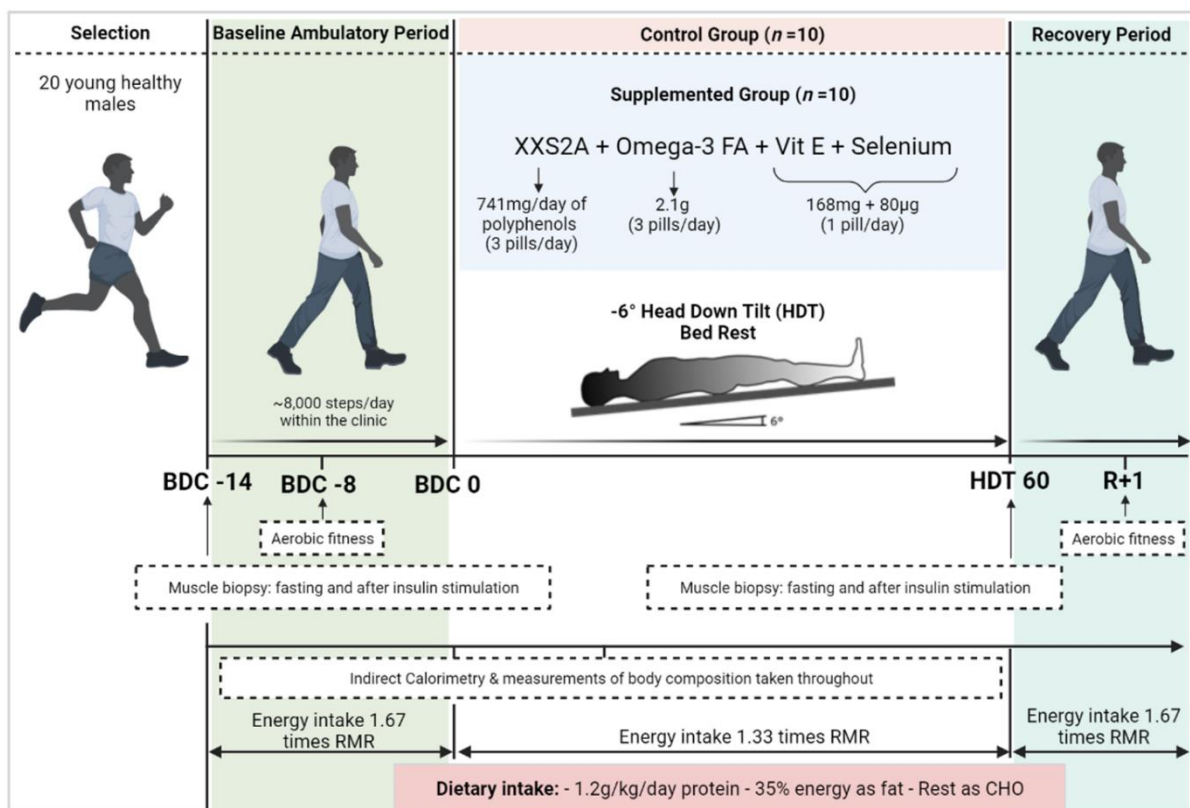 Selection
Baseline Ambulatory Period
Control Group (n =10)
Recovery Period
20 young healthy
males
Supplemented Group (n =10)
XXS2A + Omega-3 FA + Vit E + Selenium
741mg/day of
polyphenols
(3 pills/day)
2.1g
(3 pills/day)
168mg + 80µg
(1 pill/day)
-6° Head Down Tilt (HDT)
Bed Rest
6°
~8,000 steps/day
within the clinic
BDC -14
BDC -8
BDC 0
HDT 60
R+1
Aerobic fitness
Aerobic fitness
Muscle biopsy: fasting and after insulin stimulation
Muscle biopsy: fasting and after insulin stimulation
Indirect Calorimetry & measurements of body composition taken throughout
Energy intake 1.67
times RMR
Energy intake 1.33 times RMR
Energy intake 1.67
times RMR
Dietary intake: - 1.2g/kg/day protein - 35% energy as fat - Rest as CHO